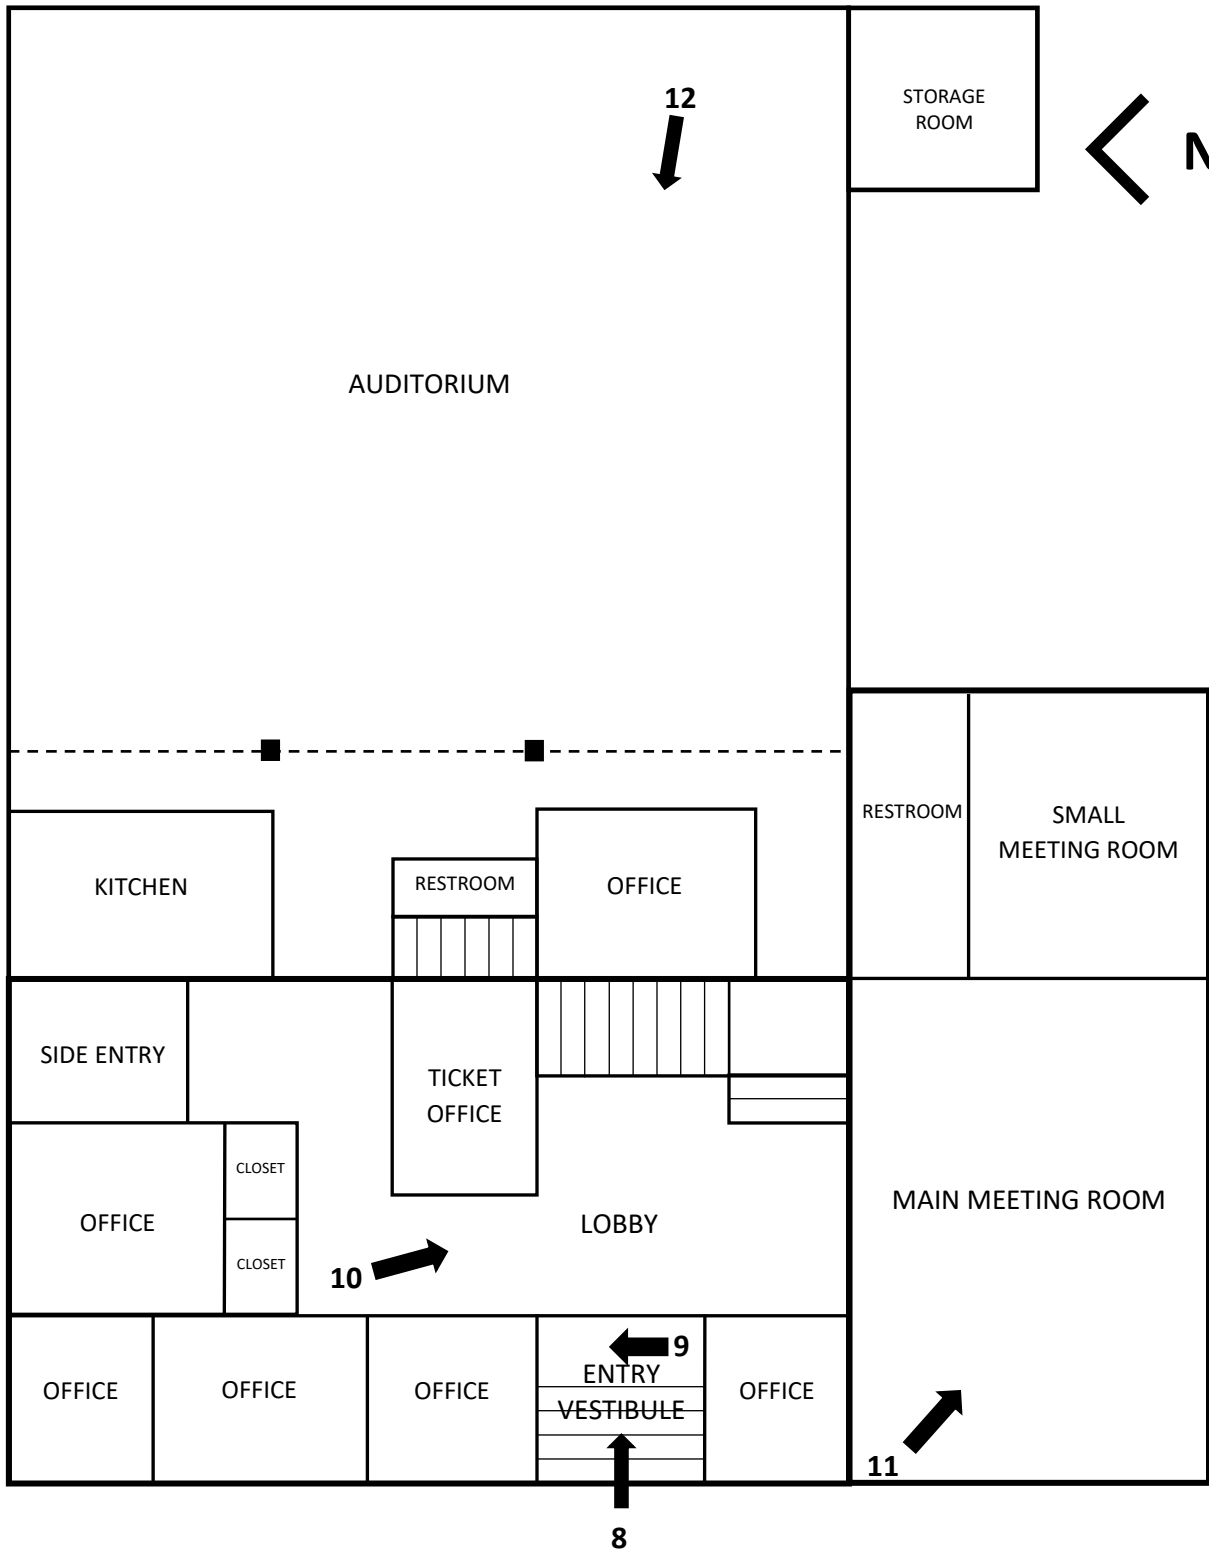 12
STORAGE
ROOM
N
AUDITORIUM
RESTROOM
SMALL
MEETING ROOM
KITCHEN
RESTROOM
OFFICE
SIDE ENTRY
TICKET
OFFICE
CLOSET
OFFICE
CLOSET
LOBBY
MAIN MEETING ROOM
10
9
ENTRY
VESTIBULE
OFFICE
OFFICE
OFFICE
OFFICE
11
8